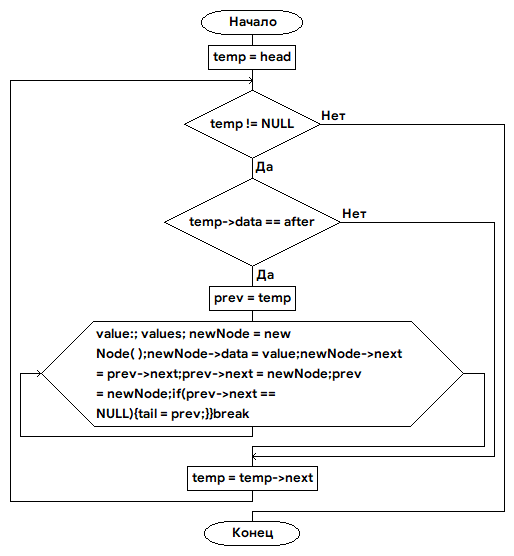 Начало
temp = head
temp != NULL
Нет
Да
temp->data == after
Нет
Да
prev = temp
value:; values; newNode = new
Node( );newNode->data = value;newNode->next
= prev->next;prev->next = newNode;prev
= newNode;if(prev->next ==
NULL){tail = prev;}}break
temp = temp->next
Конец